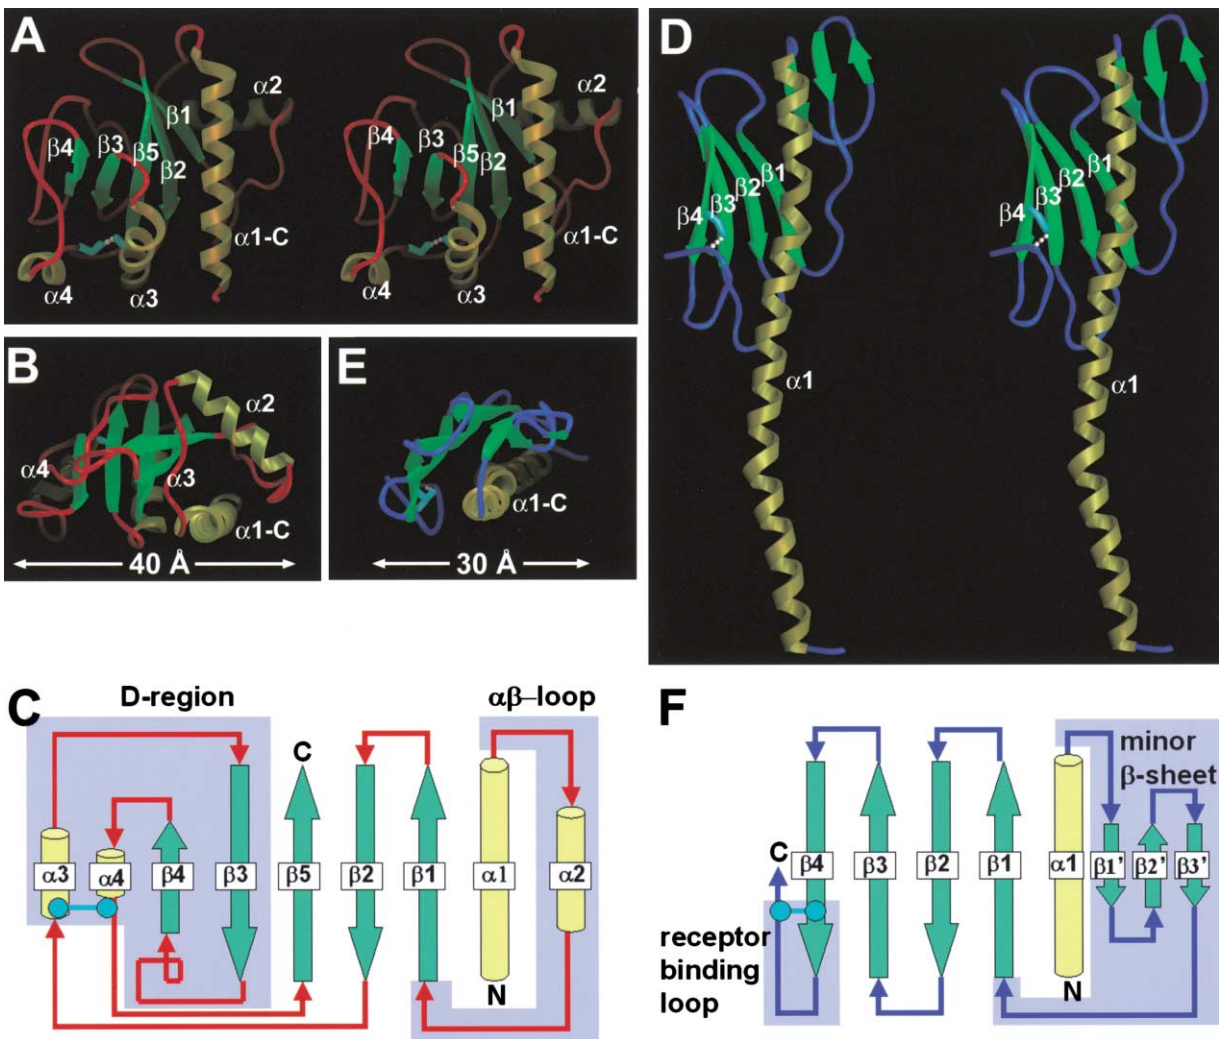 A
β4
β3
β5
β1
β2
α2
α1-C
α4
α3
β4
β3
β5
β1
β2
α2
α1-C
α4
α3
B
α2
α4
α3
α1-C
40 Å
E
α1-C
30 Å
D
β4
β3
β2
β1
α1
β4
β3
β2
β1
α1
C
D-region
αβ–loop
C
α3
α4
β4
β3
β5
β2
β1
α1
α2
N
F
minor
β-sheet
C
β4
β3
β2
β1
α1
β1’
β2’
β3’
receptor
binding
loop
N